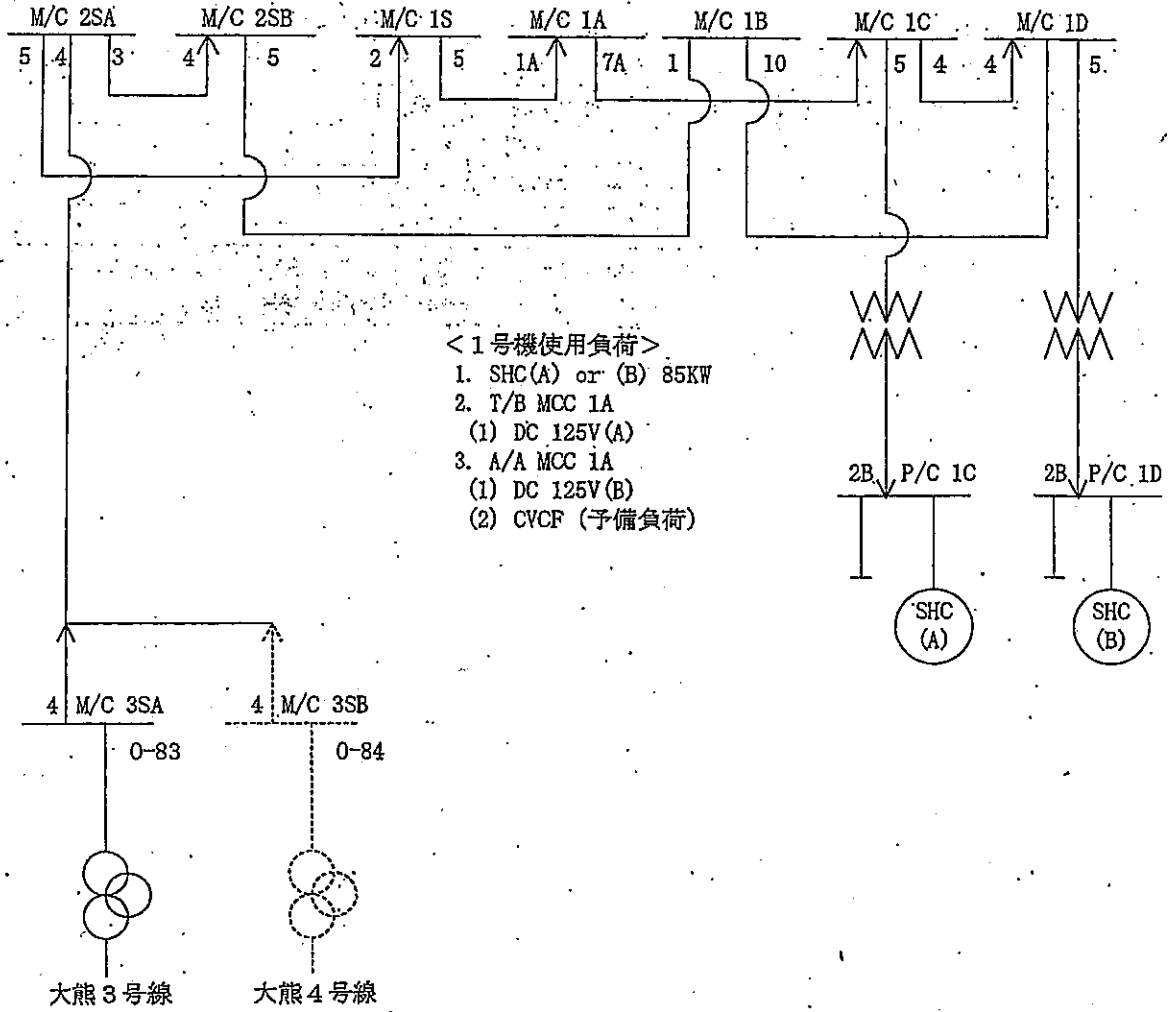 M/C 2SA M/C 2SB M/C 1S M/C 1A M/C 1B M/C 1C M/C 1D
5 4 3 4 5 2 5 1A 7A 1 10 5 4 4 5
<1号機使用負荷>
1. SHC(A) or (B) 85KW
2. T/B MCC 1A
(1) DC 125V(A)
3. A/A MCC 1A
(1) DC 125V(B)
(2) CVCF (予備負荷)
2B P/C 1C 2B P/C 1D
SHC
(A)
SHC
(B)
4 M/C 3SA 4 M/C 3SB
O-83 O-84
大熊3号線 大熊4号線